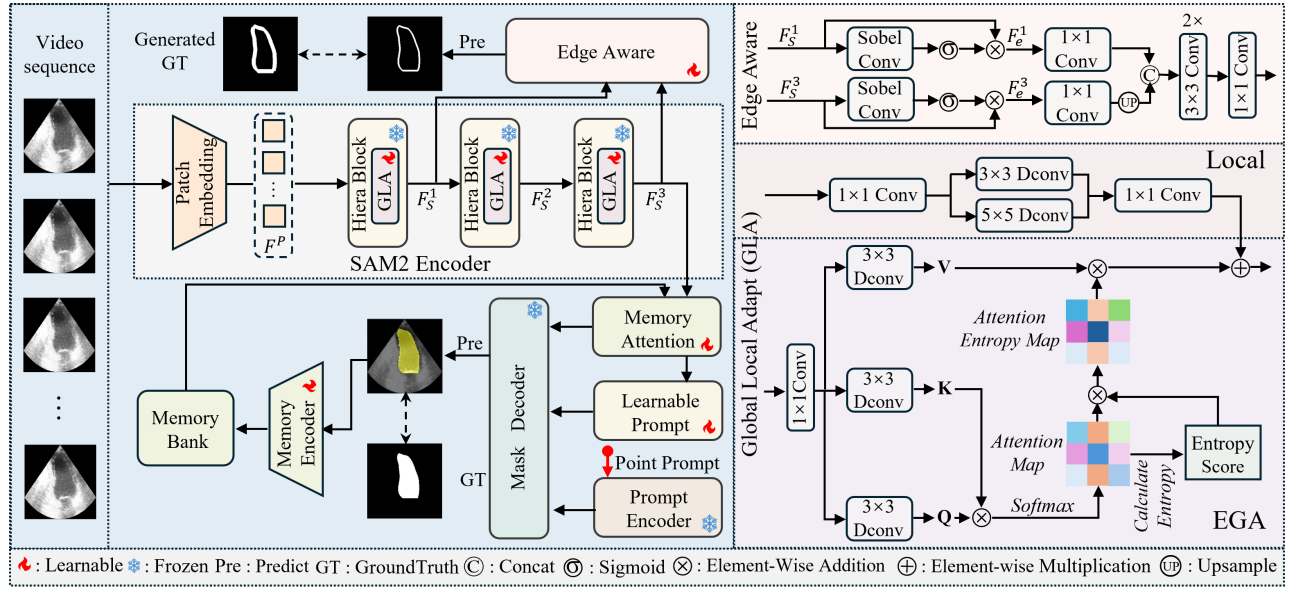 Video
sequence
Generated
GT
Pre
Edge Aware
Patch
Embedding
F^P
Hiera Block
GLA
F_S^1
Hiera Block
GLA
F_S^2
Hiera Block
GLA
F_S^3
SAM2 Encoder
Memory
Attention
Learnable
Prompt
Point Prompt
Prompt
Encoder
Mask Decoder
Pre
GT
Memory
Encoder
Memory
Bank
Edge Aware
F_S^1
Sobel
Conv
σ
F_e^1
1×1
Conv
F_S^3
Sobel
Conv
σ
F_e^3
1×1
Conv
UP
C
2×
3×3 Conv
1×1 Conv
Global Local Adapt (GLA)
Local
1×1 Conv
3×3 Dconv
5×5 Dconv
1×1 Conv
1×1Conv
3×3
Dconv
V
3×3
Dconv
K
3×3
Dconv
Q
Softmax
Attention
Entropy Map
Attention
Map
Calculate
Entropy
Entropy
Score
EGA
: Learnable : Frozen Pre : Predict GT : GroundTruth C : Concat σ : Sigmoid ⊗ : Element-Wise Addition ⊕ : Element-wise Multiplication UP : Upsample